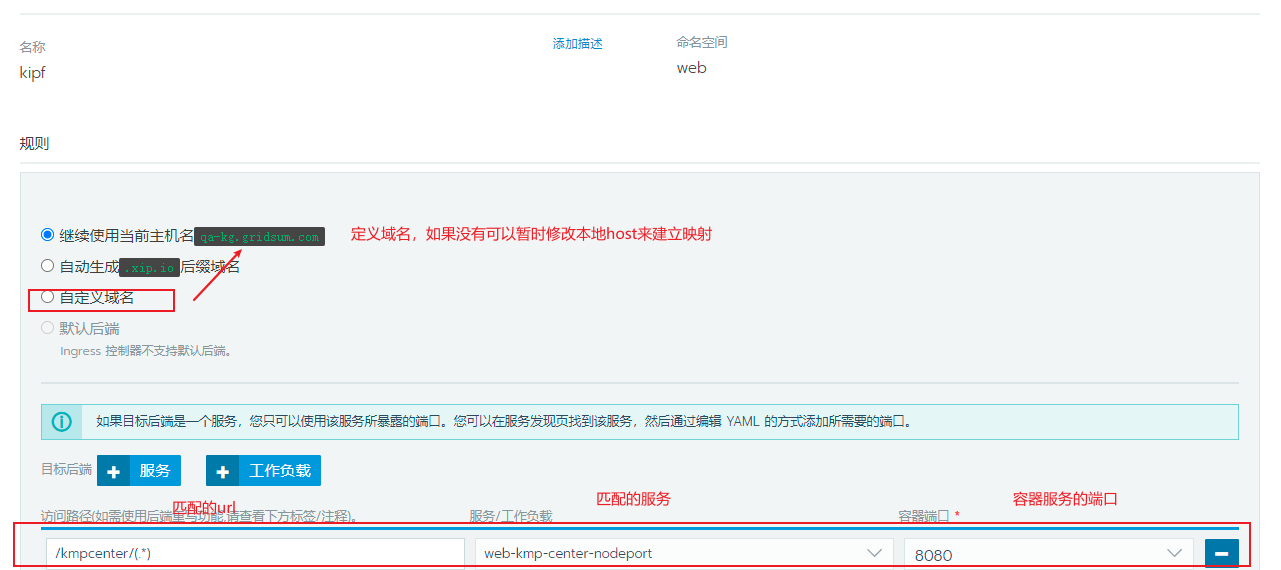 名称
添加描述
命名空间
kipf
web
规则
继续使用当前主机名 qa-kg.gridsum.com
定义域名，如果没有可以暂时修改本地host来建立映射
自动生成 .xip.io 后缀域名
自定义域名
默认后端
Ingress 控制器不支持默认后端。
如果目标后端是一个服务，您只可以使用该服务所暴露的端口。您可以在服务发现页找到该服务，然后通过编辑 YAML 的方式添加所需要的端口。
目标后端
+ 服务
+ 工作负载
匹配的url
匹配的服务
容器服务的端口
访问路径(如需使用后端重写功能,请查看下方标签/注释)。
服务/工作负载
容器端口 *
/kmpcenter/(.*)
web-kmp-center-nodeport
8080